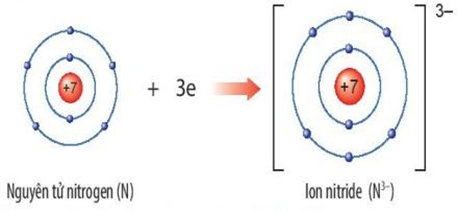 3–
+7
+ 3e
+7
Nguyên tử nitrogen (N)
Ion nitride (N³⁻)